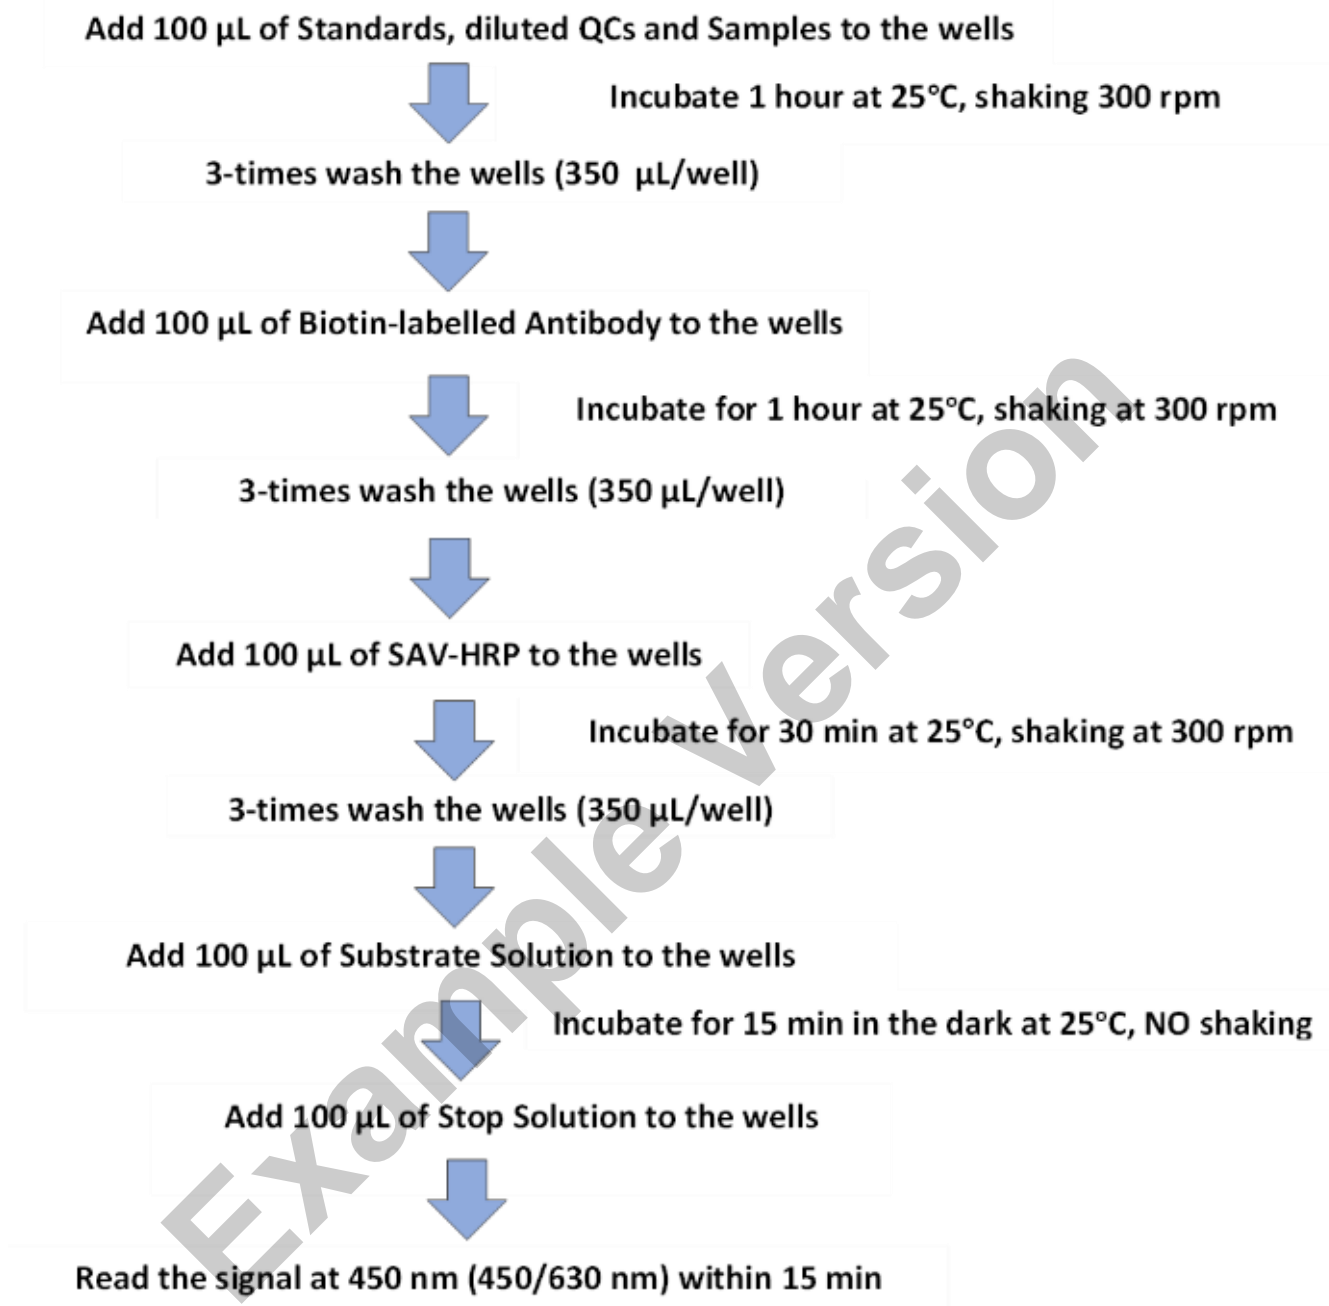 Add 100 µL of Standards, diluted QCs and Samples to the wells
Incubate 1 hour at 25°C, shaking 300 rpm
3-times wash the wells (350 µL/well)
Add 100 µL of Biotin-labelled Antibody to the wells
Incubate for 1 hour at 25°C, shaking at 300 rpm
3-times wash the wells (350 µL/well)
Add 100 µL of SAV-HRP to the wells
Incubate for 30 min at 25°C, shaking at 300 rpm
3-times wash the wells (350 µL/well)
Add 100 µL of Substrate Solution to the wells
Incubate for 15 min in the dark at 25°C, NO shaking
Add 100 µL of Stop Solution to the wells
Read the signal at 450 nm (450/630 nm) within 15 min
Example Version